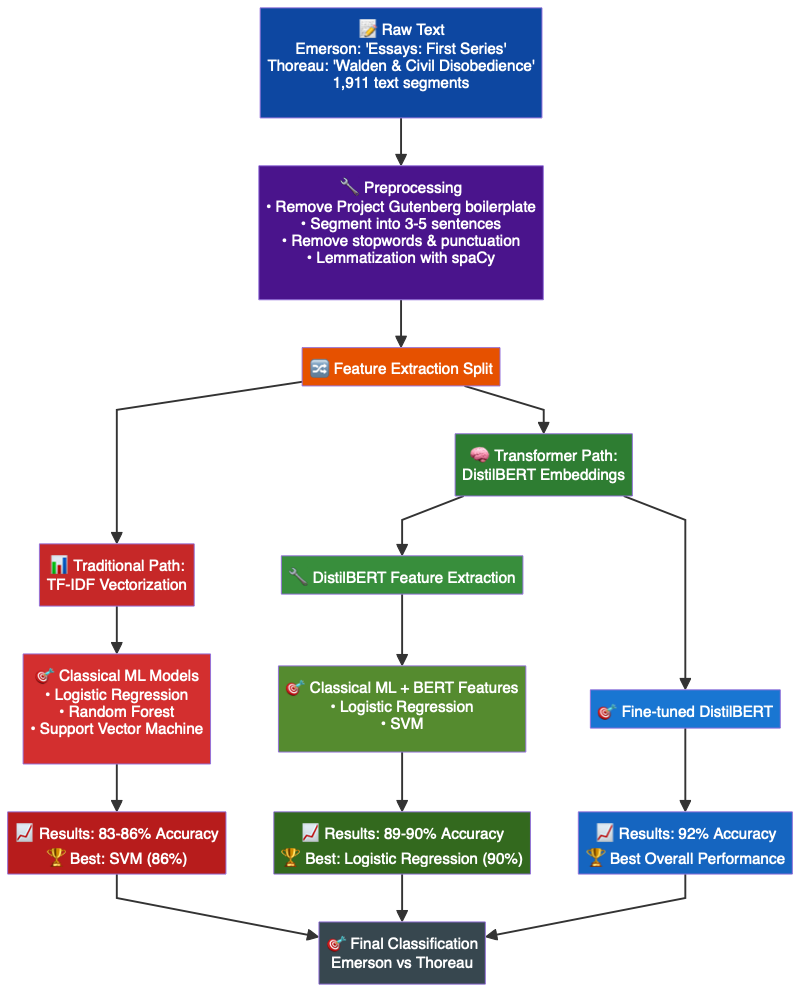 📝 Raw Text
Emerson: 'Essays: First Series'
Thoreau: 'Walden & Civil Disobedience'
1,911 text segments
🔧 Preprocessing
• Remove Project Gutenberg boilerplate
• Segment into 3-5 sentences
• Remove stopwords & punctuation
• Lemmatization with spaCy
🔀 Feature Extraction Split
🧠 Transformer Path:
DistilBERT Embeddings
📊 Traditional Path:
TF-IDF Vectorization
🔧 DistilBERT Feature Extraction
🎯 Classical ML Models
• Logistic Regression
• Random Forest
• Support Vector Machine
🎯 Classical ML + BERT Features
• Logistic Regression
• SVM
🎯 Fine-tuned DistilBERT
📈 Results: 83-86% Accuracy
🏆 Best: SVM (86%)
📈 Results: 89-90% Accuracy
🏆 Best: Logistic Regression (90%)
📈 Results: 92% Accuracy
🏆 Best Overall Performance
🎯 Final Classification
Emerson vs Thoreau